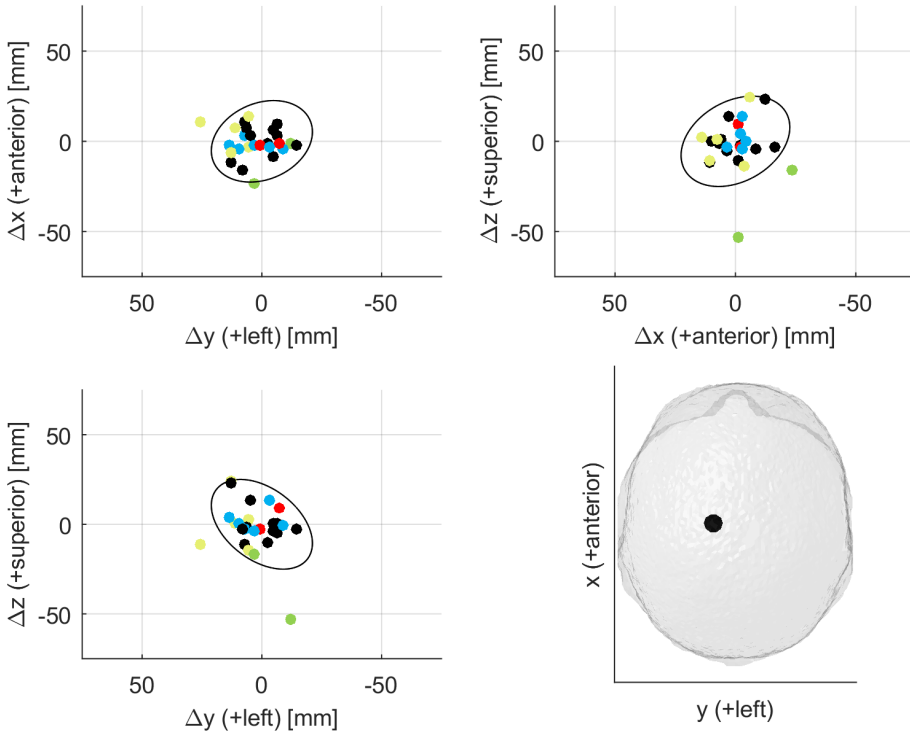 50
0
-50
Δx (+anterior) [mm]
50
0
-50
Δy (+left) [mm]
50
0
-50
Δz (+superior) [mm]
50
0
-50
Δx (+anterior) [mm]
50
0
-50
Δz (+superior) [mm]
50
0
-50
Δy (+left) [mm]
x (+anterior)
y (+left)